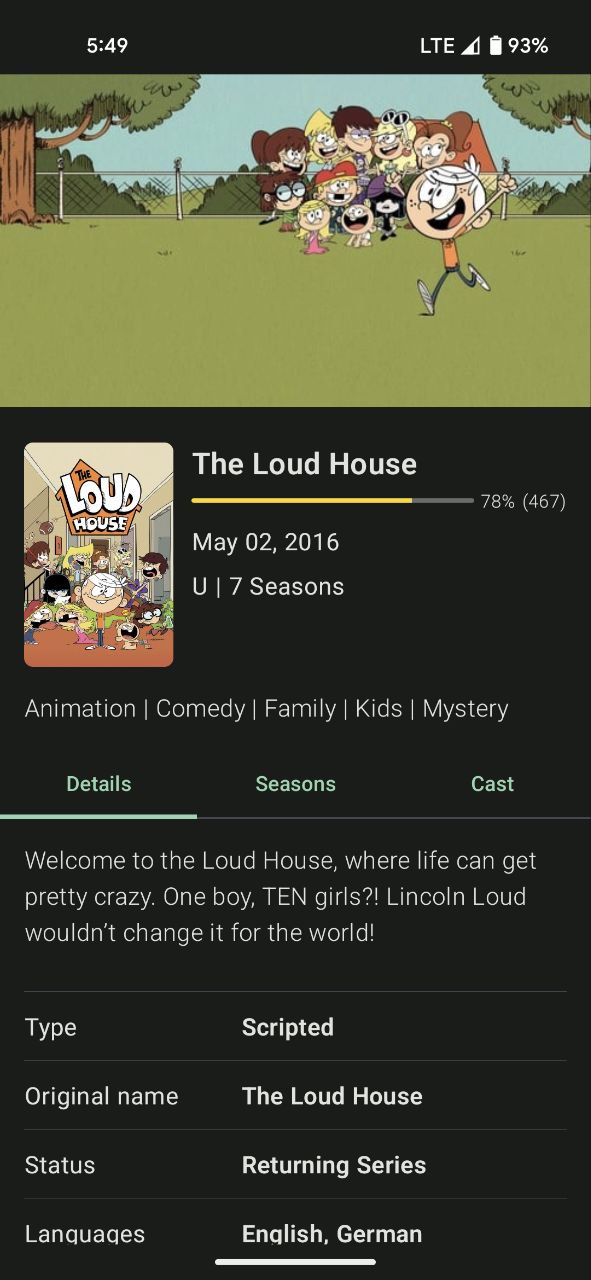 5:49
LTE 93%
THE
LOUD
HOUSE
The Loud House
78% (467)
May 02, 2016
U | 7 Seasons
Animation | Comedy | Family | Kids | Mystery
Details Seasons Cast
Welcome to the Loud House, where life can get
pretty crazy. One boy, TEN girls?! Lincoln Loud
wouldn’t change it for the world!
Type Scripted
Original name The Loud House
Status Returning Series
Languages English, German